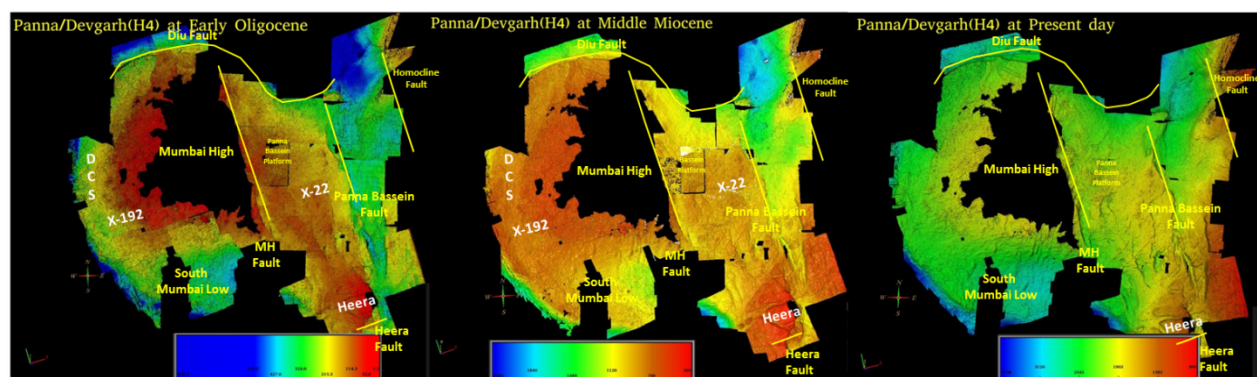 Panna/Devgarh(H4) at Early Oligocene
Diu Fault
Homocline
Fault
Mumbai High
Panna
Bassein
Platform
D
C
S
X-22
X-192
Panna Bassein
Fault
MH
Fault
South
Mumbai Low
Heera
Heera
Fault
Panna/Devgarh(H4) at Middle Miocene
Diu Fault
Homocline
Fault
Mumbai High
Bassein
Platform
D
C
S
X-22
X-192
Panna Bassein
Fault
MH
Fault
South
Mumbai Low
Heera
Heera
Fault
Panna/Devgarh(H4) at Present day
Diu Fault
Homocline
Fault
Mumbai High
Panna
Bassein
Platform
Panna Bassein
Fault
MH
Fault
South
Mumbai Low
Heera
Heera
Fault